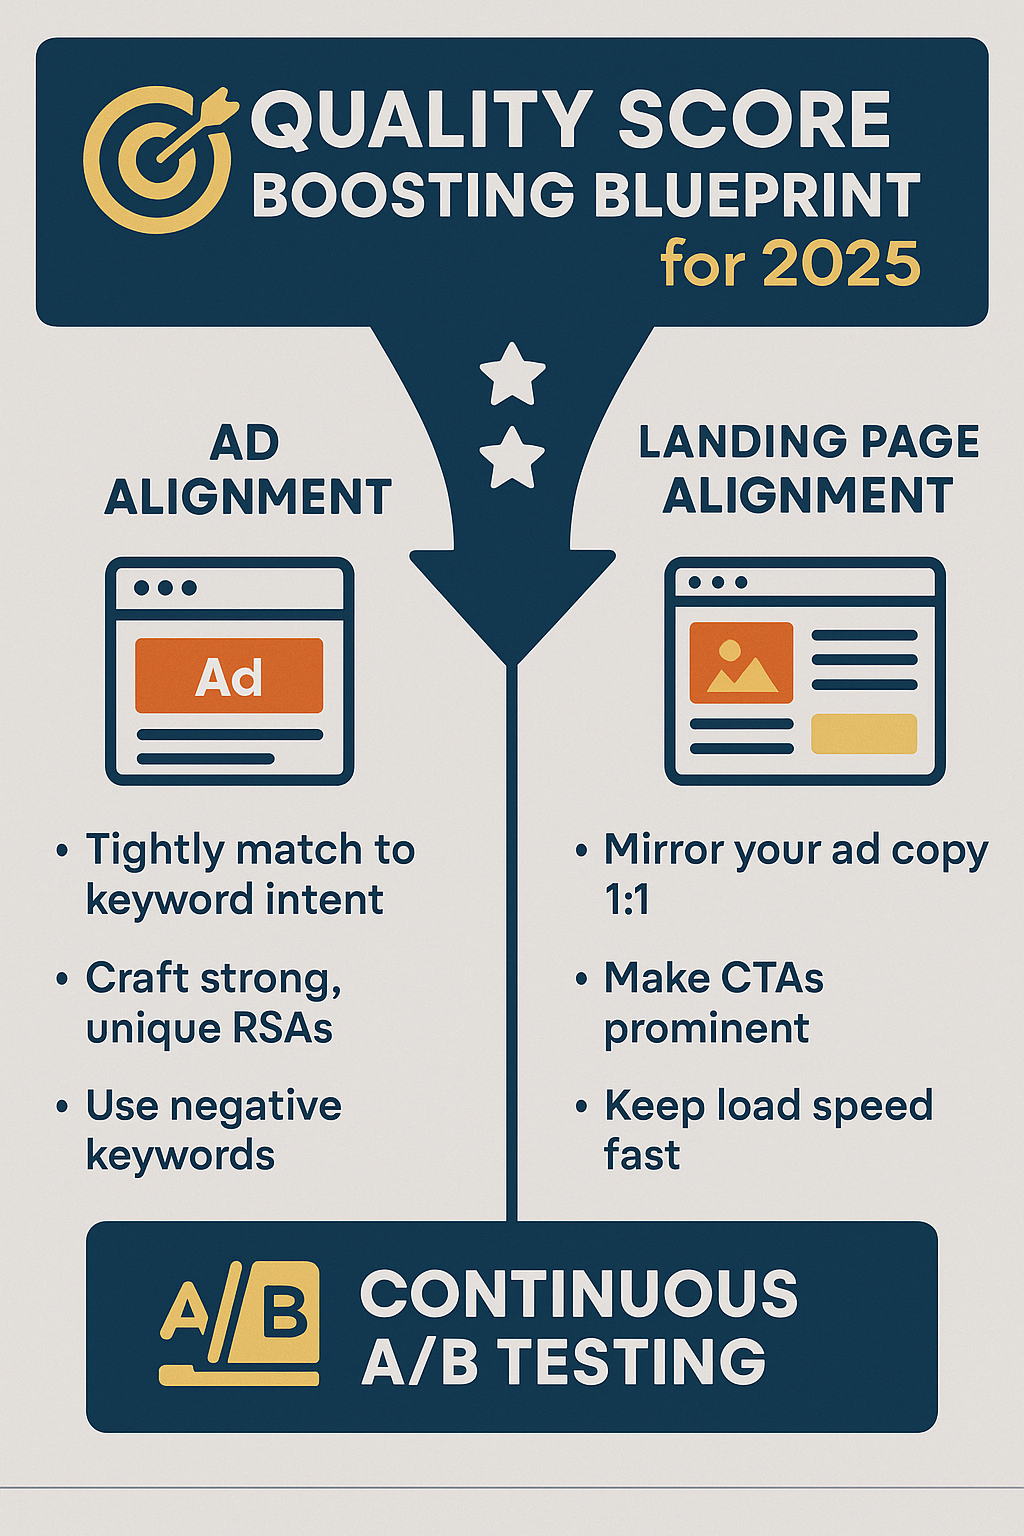 QUALITY SCORE
BOOSTING BLUEPRINT
for 2025
AD
ALIGNMENT
Ad
• Tightly match to
keyword intent
• Craft strong,
unique RSAs
• Use negative
keywords
LANDING PAGE
ALIGNMENT
• Mirror your ad copy
1:1
• Make CTAs
prominent
• Keep load speed
fast
A/B
CONTINUOUS
A/B TESTING